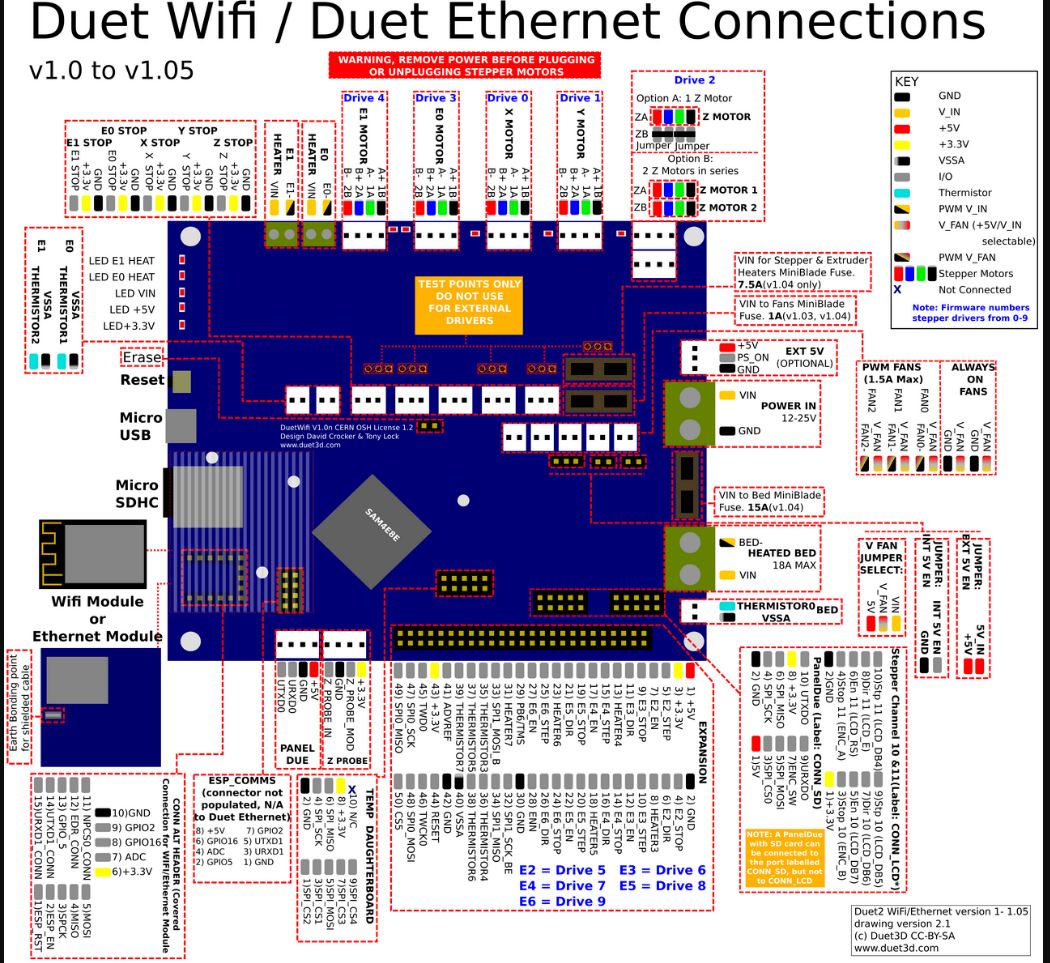 Duet Wifi / Duet Ethernet Connections
v1.0 to v1.05
WARNING, REMOVE POWER BEFORE PLUGGING
OR UNPLUGGING STEPPER MOTORS
E0 STOP Y STOP
E1 STOP X STOP Z STOP
E1 STOP
+3.3v
GND
E0 STOP
+3.3v
GND
X STOP
+3.3v
GND
Y STOP
+3.3v
GND
Z STOP
+3.3v
GND
E1
HEATER
VIN
E1-
E0
HEATER
VIN
E0-
Drive 4
E1 MOTOR
B- 2B
B+ 2A
A- 1A
A+ 1B
Drive 3
E0 MOTOR
B- 2B
B+ 2A
A- 1A
A+ 1B
Drive 0
X MOTOR
B- 2B
B+ 2A
A- 1A
A+ 1B
Drive 1
Y MOTOR
B- 2B
B+ 2A
A- 1A
A+ 1B
Drive 2
Option A: 1 Z Motor
ZA Z MOTOR
ZB
Jumper Jumper
Option B:
2 Z Motors in series
ZA Z MOTOR 1
ZB Z MOTOR 2
KEY
GND
V_IN
+5V
+3.3V
VSSA
I/O
Thermistor
PWM V_IN
V_FAN (+5V/V_IN
selectable)
PWM V_FAN
Stepper Motors
X Not Connected
Note: Firmware numbers
stepper drivers from 0-9
E1
VSSA
THERMISTOR2
E0
VSSA
THERMISTOR1
LED E1 HEAT
LED E0 HEAT
LED VIN
LED +5V
LED+3.3V
Erase
Reset
Micro
USB
Micro
SDHC
TEST POINTS ONLY
DO NOT USE
FOR EXTERNAL
DRIVERS
VIN for Stepper & Extruder
Heaters MiniBlade Fuse.
7.5A(v1.04 only)
VIN to Fans MiniBlade
Fuse. 1A(v1.03, v1.04)
+5V
PS_ON
GND
EXT 5V
(OPTIONAL)
VIN
POWER IN
12-25V
GND
PWM FANS
(1.5A Max)
FAN2
FAN2-
V_FAN
FAN1
FAN1-
V_FAN
FAN0
FAN0-
V_FAN
ALWAYS
ON
FANS
GND
V_FAN
GND
V_FAN
DuetWifi V1.0n CERN OSH License 1.2
Design David Crocker & Tony Lock
www.duet3d.com
SAM4E8E
VIN to Bed MiniBlade
Fuse. 15A(v1.04)
BED-
HEATED BED
18A MAX
VIN
THERMISTOR0
VSSA
BED
V FAN
JUMPER
SELECT:
5V
V_FAN
VIN
JUMPER:
INT 5V EN
GND
INT 5V EN
JUMPER:
EXT 5V EN
+5V
5V_IN
Wifi Module
or
Ethernet Module
Earth Bonding point
for shielded cable
UTXD0
URXD0
GND
+5V
PANEL
DUE
Z_PROBE_IN
GND
Z_PROBE_MOD
+3.3V
Z PROBE
49) SPI0_MISO
47) SPI0_SCK
45) TWD0
43) +3.3V
41) ADVREF
39) THERMISTOR7
37) THERMISTOR5
35) THERMISTOR3
33) SPI1_MOSI_B
31) HEATER7
29) PB6/TMS
27) E6_EN
25) E6_STEP
23) HEATER6
21) E5_DIR
19) E5_STOP
17) E4_EN
15) E4_STEP
13) HEATER4
11) E3_DIR
9) E3_STOP
7) E2_EN
5) E2_STEP
3) +3.3V
1) +5V
EXPANSION
50) CS5
48) SPI0_MOSI
46) TWCK0
44) RESET
42) GND
40) VSSA
38) THERMISTOR6
36) THERMISTOR4
34) SPI1_MISO
32) SPI1_SCK_BE
30) GND
28) ENN
26) E6_DIR
24) E6_STOP
22) E5_EN
20) E5_STEP
18) HEATER5
16) E4_DIR
14) E4_STOP
12) E3_EN
10) E3_STEP
8) HEATER3
6) E2_DIR
4) E2_STOP
2) GND
E2 = Drive 5 E3 = Drive 6
E4 = Drive 7 E5 = Drive 8
E6 = Drive 9
Stepper Channel 10 &11(Label: CONN_LCD*)
10)Stp 11 (LCD_DB4)
8)Dir 11 (LCD_E)
6)En 11 (LCD_RS)
4)Stop 11 (ENC_A)
2)GND
9)Stp 10 (LCD_DB5)
7)Dir 10 (LCD_DB6)
5)En 10 (LCD_DB7)
3)Stop 10 (ENC_B)
1)+3.3V
PanelDue (Label: CONN_SD)
10) UTXDO
8) +3.3V
6) SPI_MISO
4) SPI_SCK
2) GND
9)URXDO
7)ENC_SW
5)SPI_MOSI
3)SPI_CS0
1)5V
NOTE: A PanelDue
with SD card can be
connected to
the port labelled
CONN_SD, but not
to CONN_LCD
CONN ALT HEADER (Covered
Connector for WiFi/Ethernet Module
15)URXD1_CONN
14)UTXD1_CONN
13) GPIO_5
12) EDR_CONN
11) NPCS0_CONN
10)GND
9) GPIO2
8) GPIO16
7) ADC
6)+3.3V
1)ESP_RST
2)ESP_EN
3)SPCK
4)MISO
5)MOSI
ESP_COMMS
(connector not
populated, N/A
to Duet Ethernet)
8) +5V 7) GPIO2
6) GPIO16 5) UTXD1
4) ADC 3) URXD1
2) GPIO5 1) GND
TEMP DAUGHTERBOARD
2) GND
4) SPI_SCK
6) SPI_MISO
8) +3.3V
X
10) N/C
1)SPI_CS2
3)SPI_CS1
5)SPI_MOSI
7)SPI_CS3
9)SPI_CS4
Duet2 WiFi/Ethernet version 1- 1.05
drawing version 2.1
(c) Duet3D CC-BY-SA
www.duet3d.com